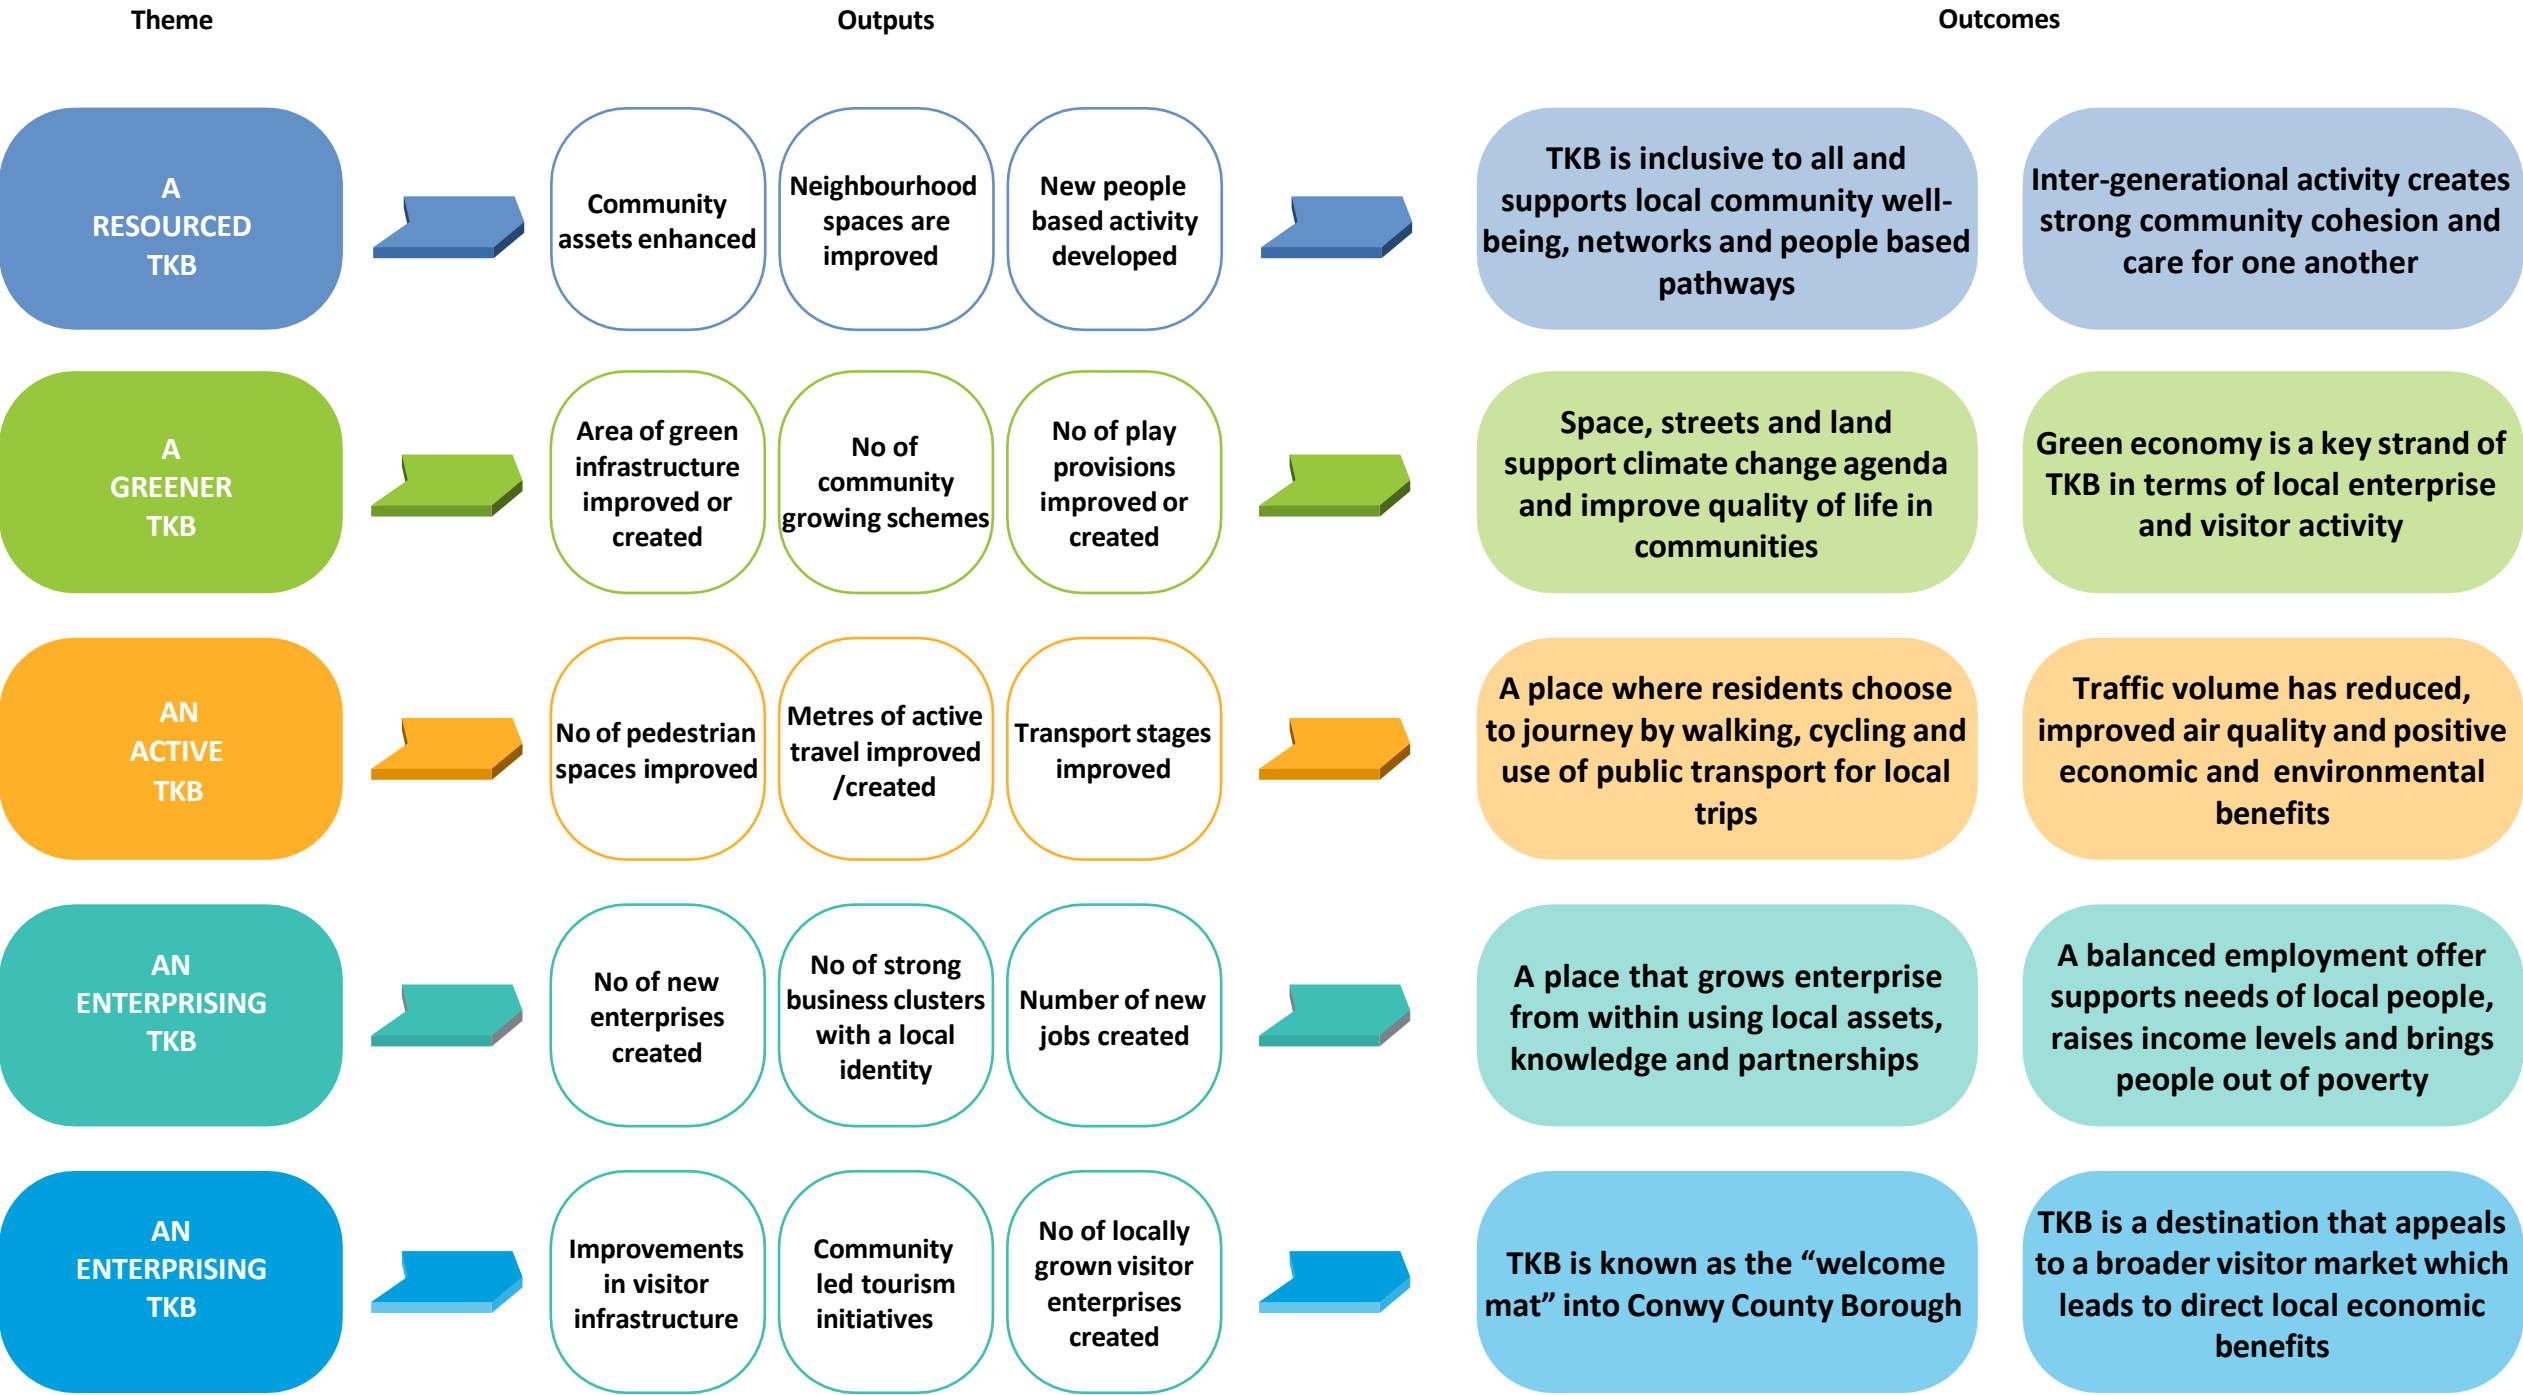 Theme
Outputs
Outcomes
A
RESOURCED
TKB
Community
assets enhanced
Neighbourhood
spaces are
improved
New people
based activity
developed
TKB is inclusive to all and
supports local community well-
being, networks and people based
pathways
Inter-generational activity creates
strong community cohesion and
care for one another
A
GREENER
TKB
Area of green
infrastructure
improved or
created
No of
community
growing schemes
No of play
provisions
improved or
created
Space, streets and land
support climate change agenda
and improve quality of life in
communities
Green economy is a key strand of
TKB in terms of local enterprise
and visitor activity
AN
ACTIVE
TKB
No of pedestrian
spaces improved
Metres of active
travel improved
/created
Transport stages
improved
A place where residents choose
to journey by walking, cycling and
use of public transport for local
trips
Traffic volume has reduced,
improved air quality and positive
economic and  environmental
benefits
AN
ENTERPRISING
TKB
No of new
enterprises
created
No of strong
business clusters
with a local
identity
Number of new
jobs created
A place that grows enterprise
from within using local assets,
knowledge and partnerships
A balanced employment offer
supports needs of local people,
raises income levels and brings
people out of poverty
AN
ENTERPRISING
TKB
Improvements
in visitor
infrastructure
Community
led tourism
initiatives
No of locally
grown visitor
enterprises
created
TKB is known as the “welcome
mat” into Conwy County Borough
TKB is a destination that appeals
to a broader visitor market which
leads to direct local economic
benefits